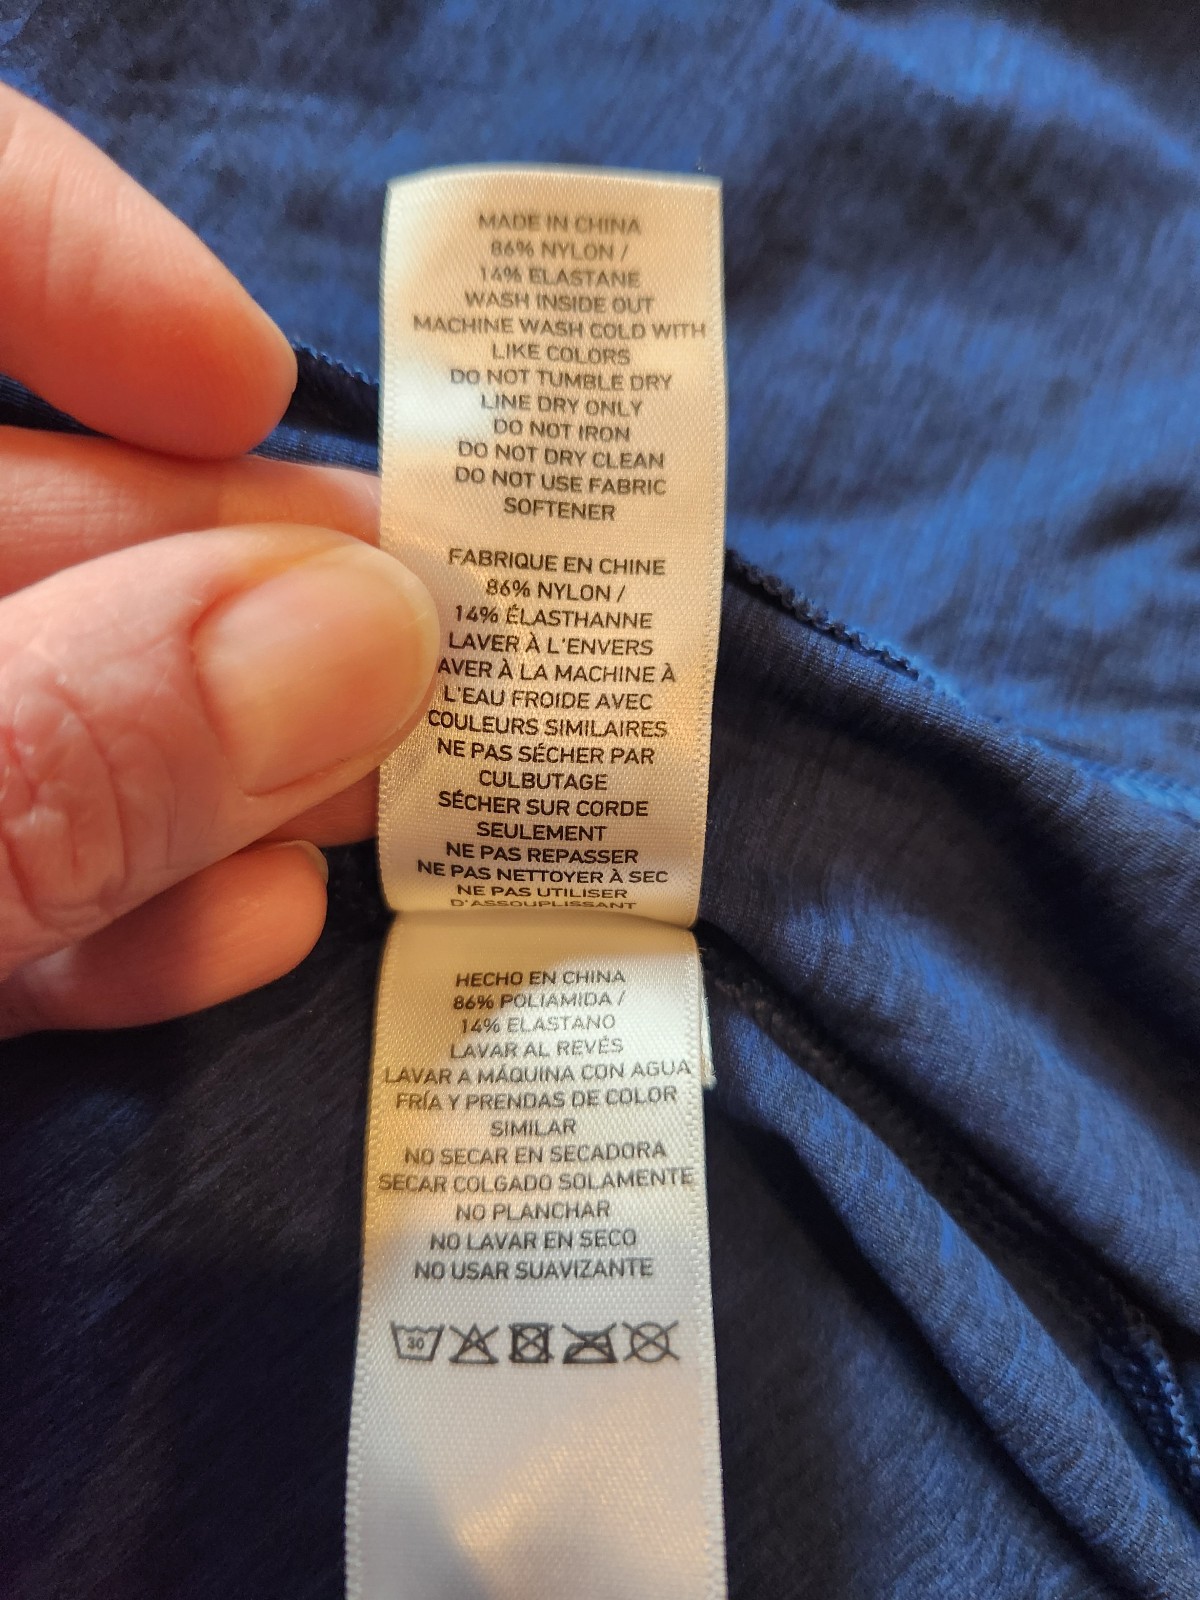 MADE IN CHINA
86% NYLON /
14% ELASTANE
WASH INSIDE OUT
MACHINE WASH COLD WITH
LIKE COLORS
DO NOT TUMBLE DRY
LINE DRY ONLY
DO NOT IRON
DO NOT DRY CLEAN
DO NOT USE FABRIC
SOFTENER
FABRIQUE EN CHINE
86% NYLON /
14% ÉLASTHANNE
LAVER À L'ENVERS
AVER À LA MACHINE À
L'EAU FROIDE AVEC
COULEURS SIMILAIRES
NE PAS SÉCHER PAR
CULBUTAGE
SÉCHER SUR CORDE
SEULEMENT
NE PAS REPASSER
NE PAS NETTOYER À SEC
NE PAS UTILISER
D'ASSOUPLISSANT
HECHO EN CHINA
86% POLIAMIDA /
14% ELASTANO
LAVAR AL REVÉS
LAVAR A MÁQUINA CON AGUA
FRÍA Y PRENDAS DE COLOR
SIMILAR
NO SECAR EN SECADORA
SECAR COLGADO SOLAMENTE
NO PLANCHAR
NO LAVAR EN SECO
NO USAR SUAVIZANTE
30